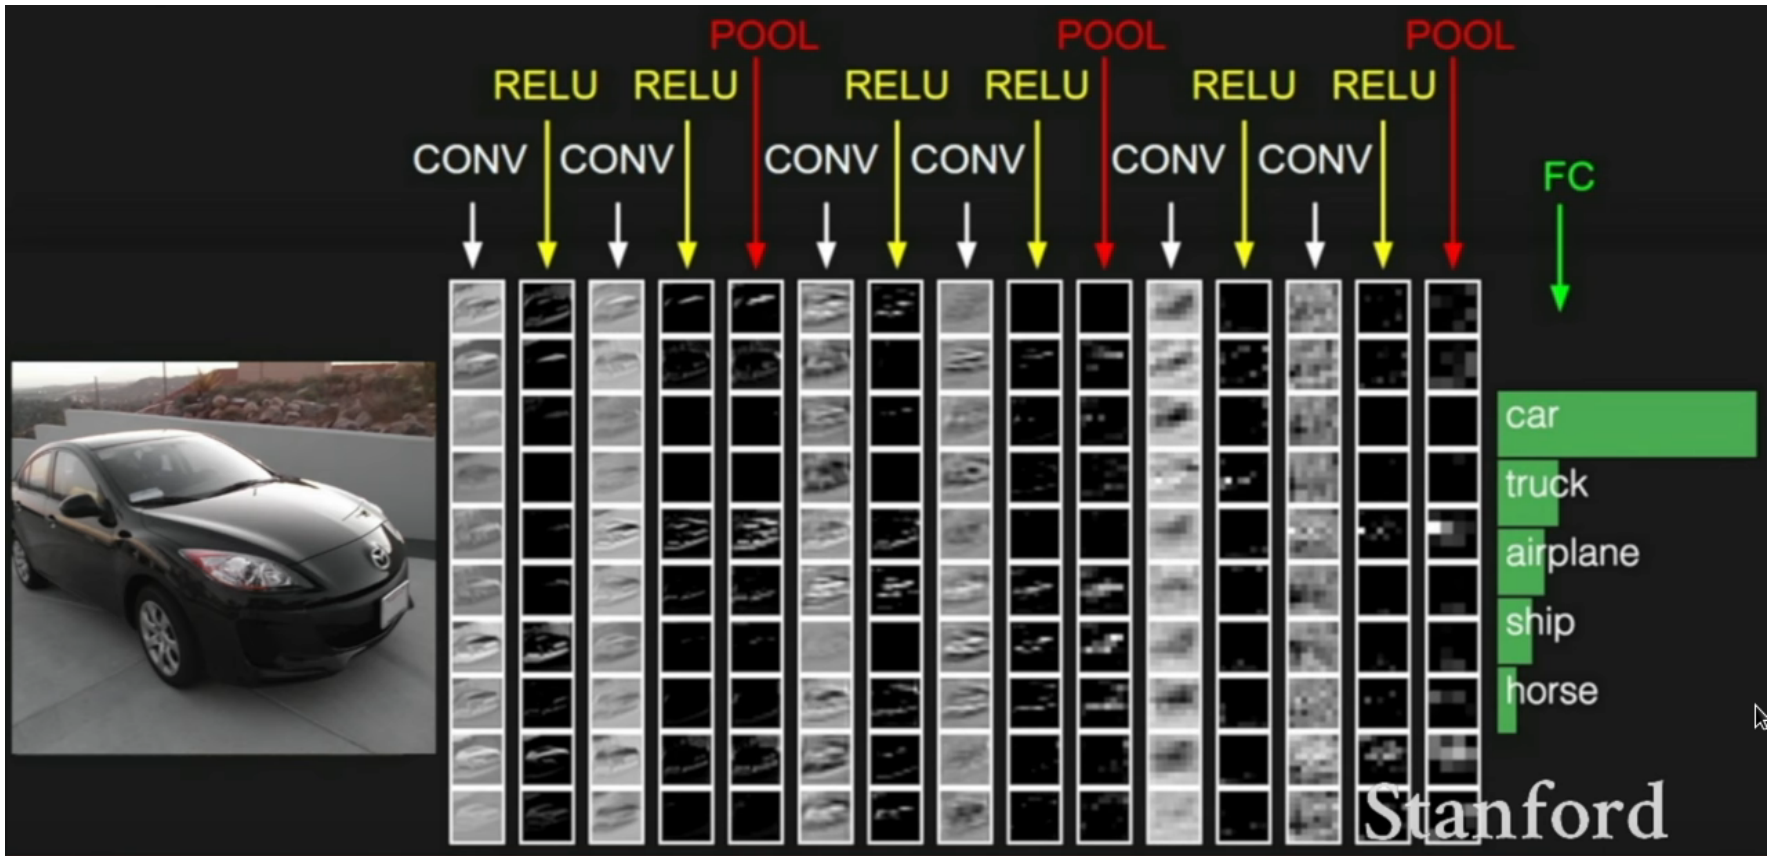 POOL POOL POOL
RELU RELU RELU RELU RELU RELU
CONV CONV CONV CONV CONV CONV
FC
car
truck
airplane
ship
horse
Stanford